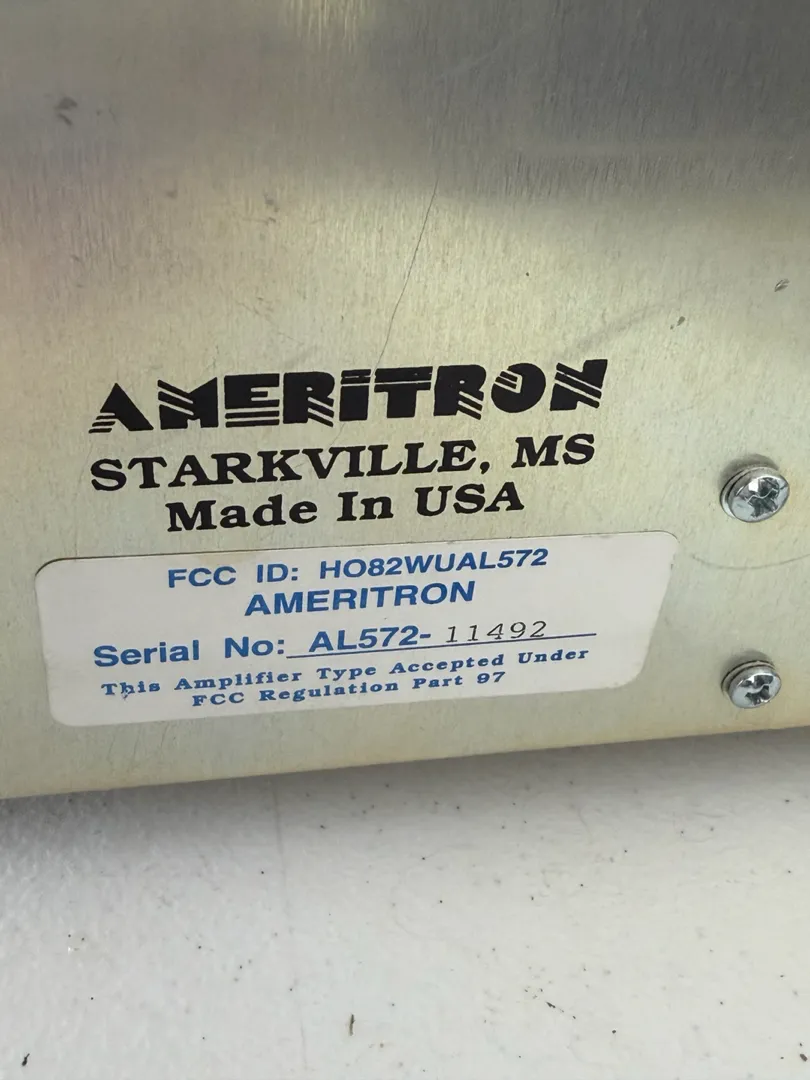 AMERITRON
STARKVILLE, MS
Made In USA
FCC ID: HO82WUAL572
AMERITRON
Serial No: AL572- 11492
This Amplifier Type Accepted Under
FCC Regulation Part 97